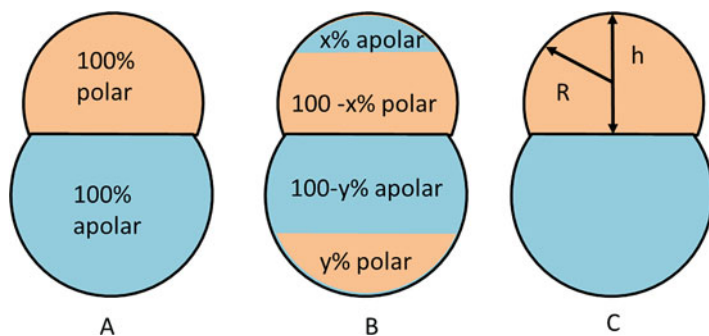 100%
polar
100%
apolar
A
x% apolar
100 -x% polar
100-y% apolar
y% polar
B
h
R
C